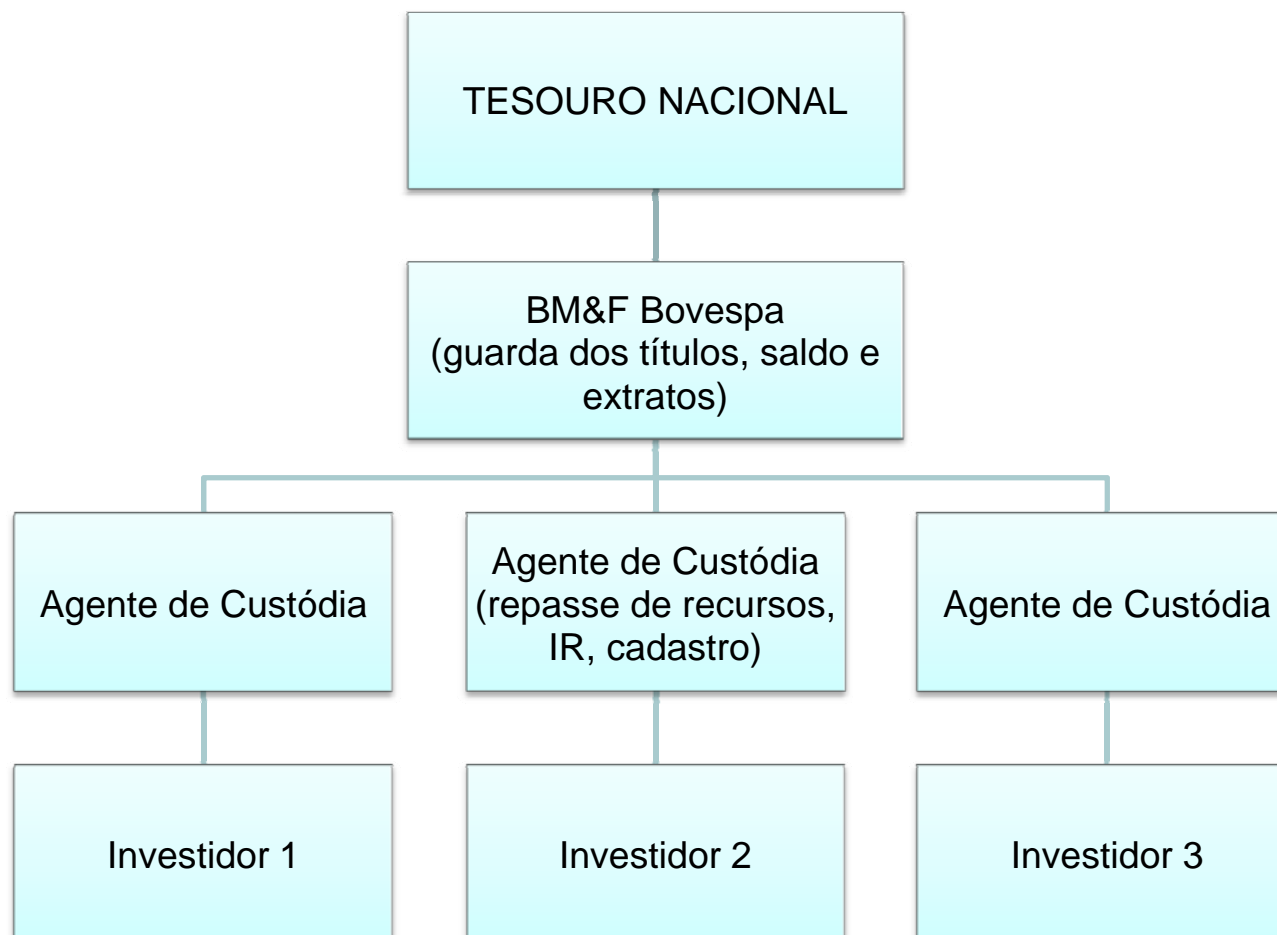 TESOURO NACIONAL
BM&F Bovespa
(guarda dos títulos, saldo e
extratos)
Agente de Custódia
Agente de Custódia
(repasse de recursos,
IR, cadastro)
Agente de Custódia
Investidor 1
Investidor 2
Investidor 3